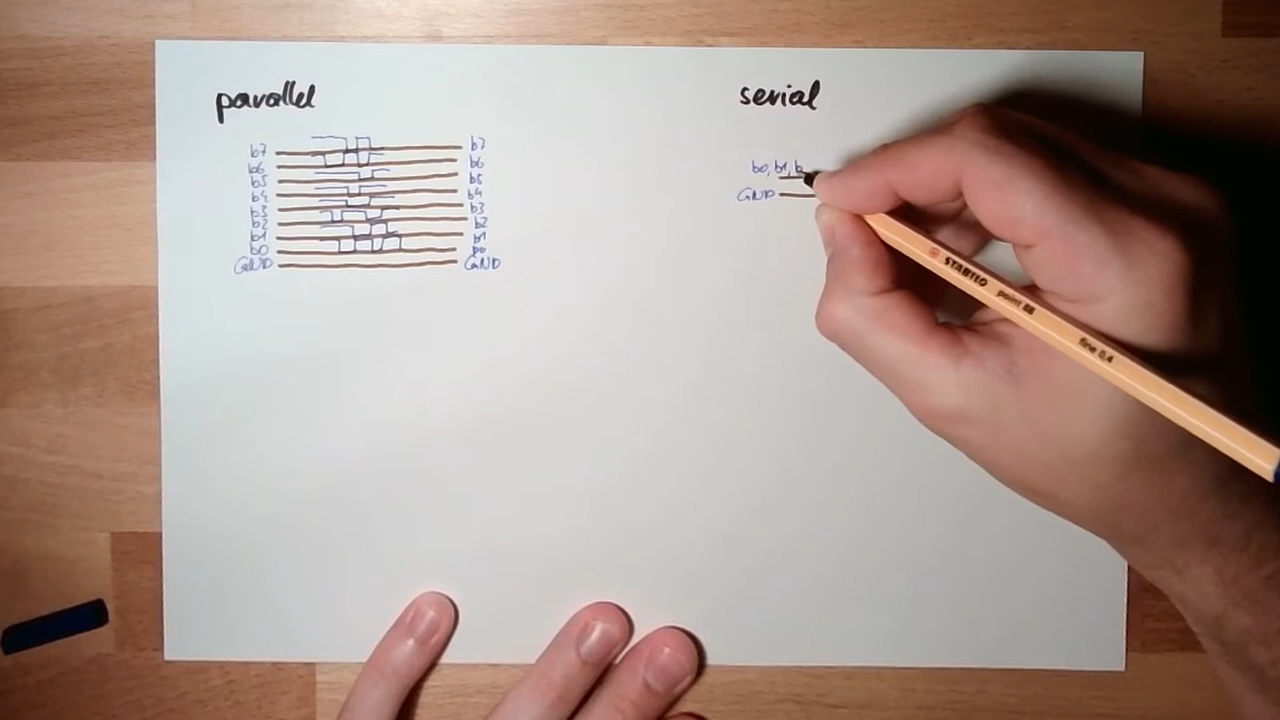 parallel
b7 b7
b6 b6
b5 b5
b4 b4
b3 b3
b2 b2
b1 b1
b0 b0
GND GND
serial
b0, b1, b
GND
STABILO point 88 fine 0,4